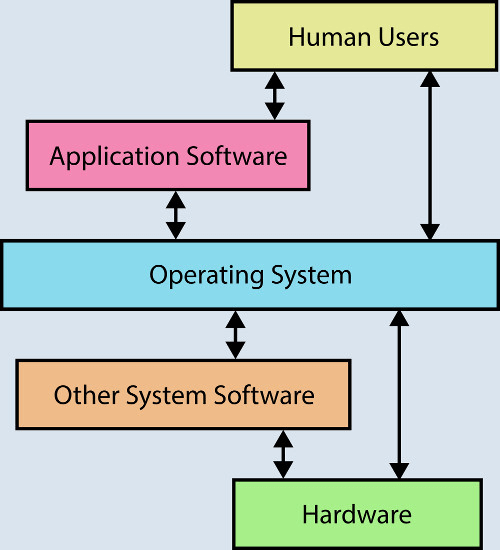 Human Users
Application Software
Operating System
Other System Software
Hardware